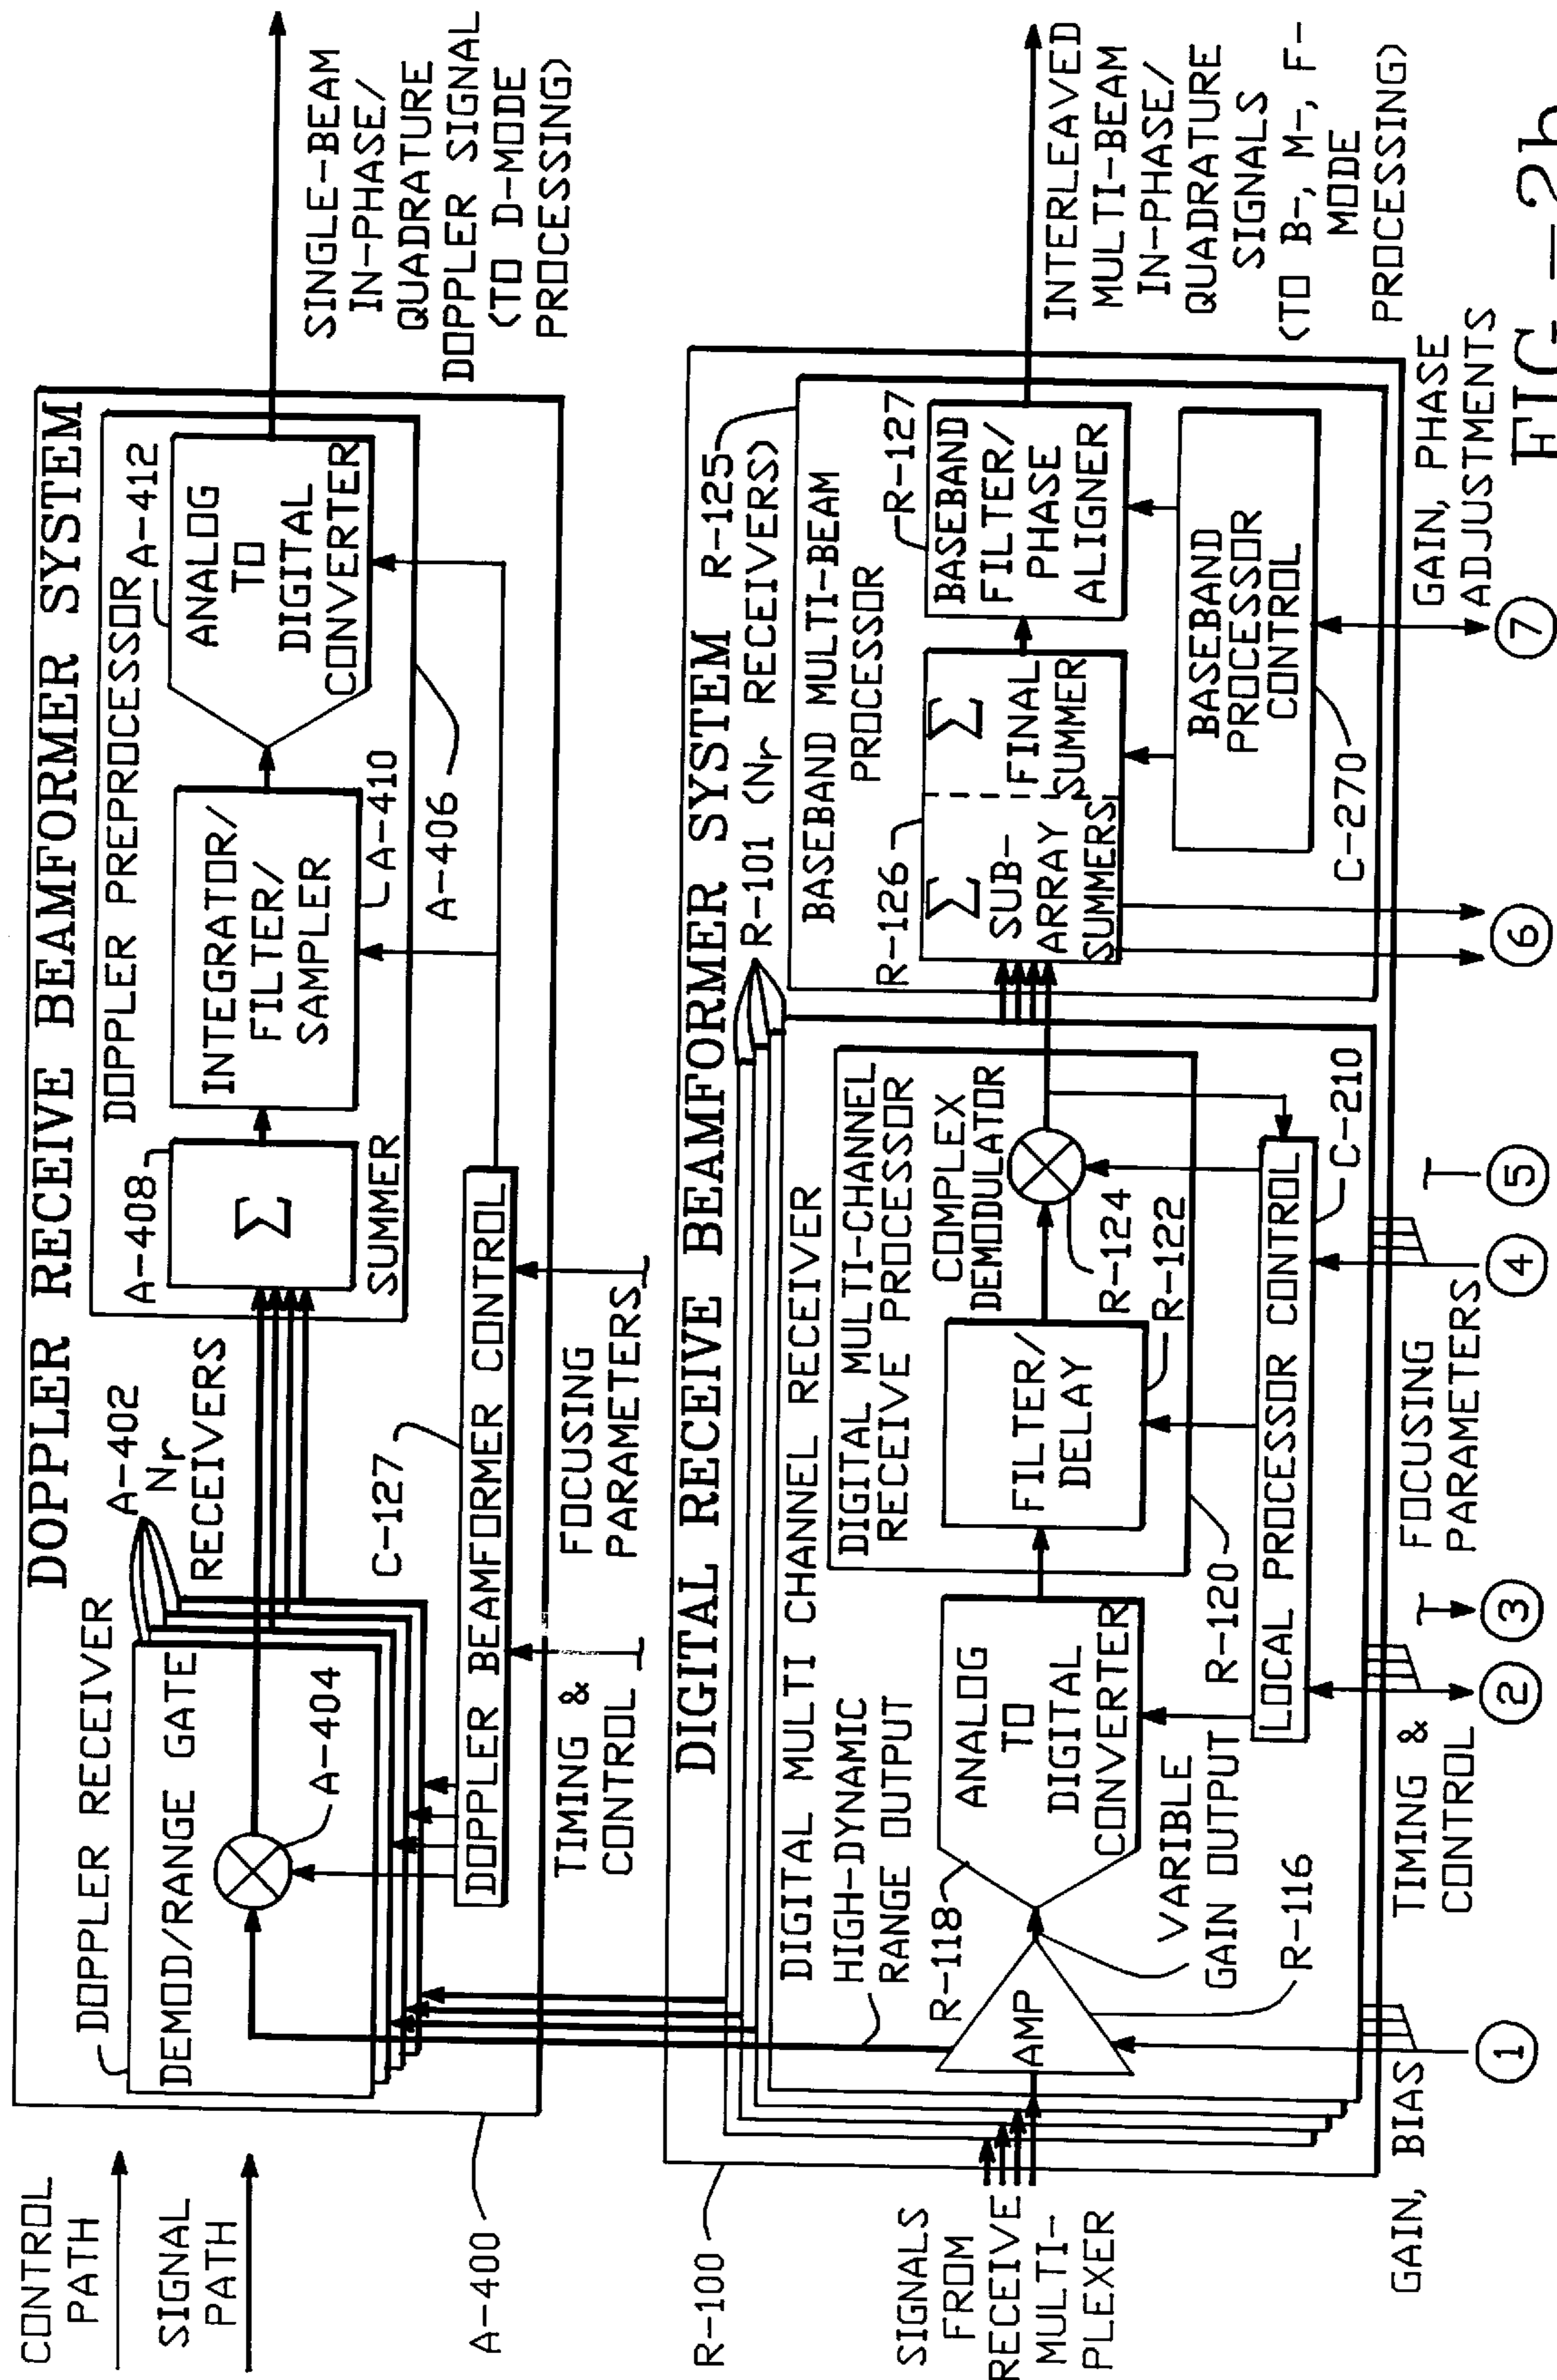 CONTROL
PATH
SIGNAL
PATH
A-400
DOPPLER RECEIVE BEAMFORMER SYSTEM
DOPPLER RECEIVER
DEMOD/RANGE GATE
A-404
A-402
Nr
RECEIVERS
DOPPLER PREPROCESSOR
A-408
Σ
SUMMER
INTEGRATOR/
FILTER/
SAMPLER
A-410
A-412
ANALOG
TO
DIGITAL
CONVERTER
A-406
C-127
DOPPLER BEAMFORMER CONTROL
TIMING &
CONTROL
FOCUSING
PARAMETERS
SINGLE-BEAM
IN-PHASE/
QUADRATURE
DOPPLER SIGNAL
(TO D-MODE
PROCESSING)
R-100
DIGITAL RECEIVE BEAMFORMER SYSTEM
R-101 (Nr RECEIVERS)
R-125
SIGNALS
FROM
RECEIVE
MULTI-
PLEXER
DIGITAL MULTI CHANNEL RECEIVER
HIGH-DYNAMIC
RANGE OUTPUT
R-118
AMP
ANALOG
TO
DIGITAL
CONVERTER
VARIBLE
GAIN OUTPUT
R-116
DIGITAL MULTI-CHANNEL
RECEIVE PROCESSOR
FILTER/
DELAY
COMPLEX
DEMODULATOR
R-124
R-122
R-120
LOCAL PROCESSOR CONTROL
C-210
BASEBAND MULTI-BEAM
PROCESSOR
R-126
Σ
SUB-
ARRAY
SUMMERS
Σ
FINAL
SUMMER
R-127
BASEBAND
FILTER/
PHASE
ALIGNER
BASEBAND
PROCESSOR
CONTROL
C-270
INTERLEAVED
MULTI-BEAM
IN-PHASE/
QUADRATURE
SIGNALS
(TO B-, M-, F-
MODE
PROCESSING)
GAIN, BIAS
1
TIMING &
CONTROL
2
3
FOCUSING
PARAMETERS
4
5
6
GAIN, PHASE
ADJUSTMENTS
7
FIG-2b